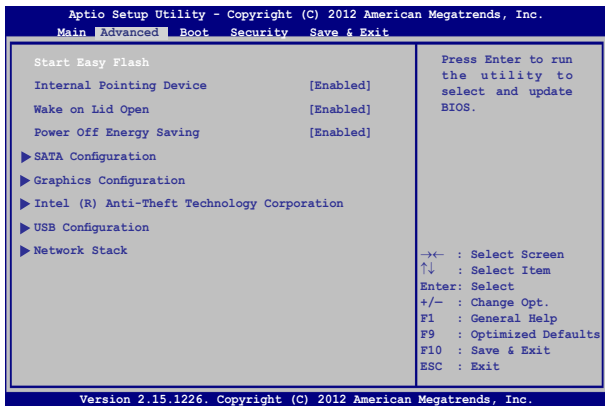 Aptio Setup Utility - Copyright (C) 2012 American Megatrends, Inc.
Main Advanced Boot Security Save & Exit
Start Easy Flash
Internal Pointing Device [Enabled]
Wake on Lid Open [Enabled]
Power Off Energy Saving [Enabled]
▶ SATA Configuration
▶ Graphics Configuration
▶ Intel (R) Anti-Theft Technology Corporation
▶ USB Configuration
▶ Network Stack
Press Enter to run
the utility to
select and update
BIOS.
→← : Select Screen
↑↓ : Select Item
Enter: Select
+/— : Change Opt.
F1 : General Help
F9 : Optimized Defaults
F10 : Save & Exit
ESC : Exit
Version 2.15.1226. Copyright (C) 2012 American Megatrends, Inc.